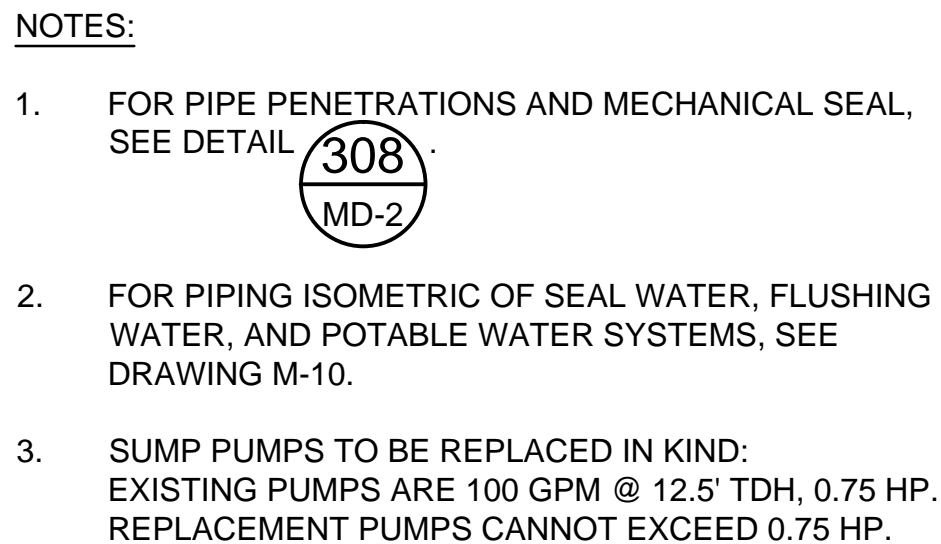 NOTES:
1. FOR PIPE PENETRATIONS AND MECHANICAL SEAL,
SEE DETAIL 308 .
MD-2
2. FOR PIPING ISOMETRIC OF SEAL WATER, FLUSHING
WATER, AND POTABLE WATER SYSTEMS, SEE
DRAWING M-10.
3. SUMP PUMPS TO BE REPLACED IN KIND:
EXISTING PUMPS ARE 100 GPM @ 12.5' TDH, 0.75 HP.
REPLACEMENT PUMPS CANNOT EXCEED 0.75 HP.